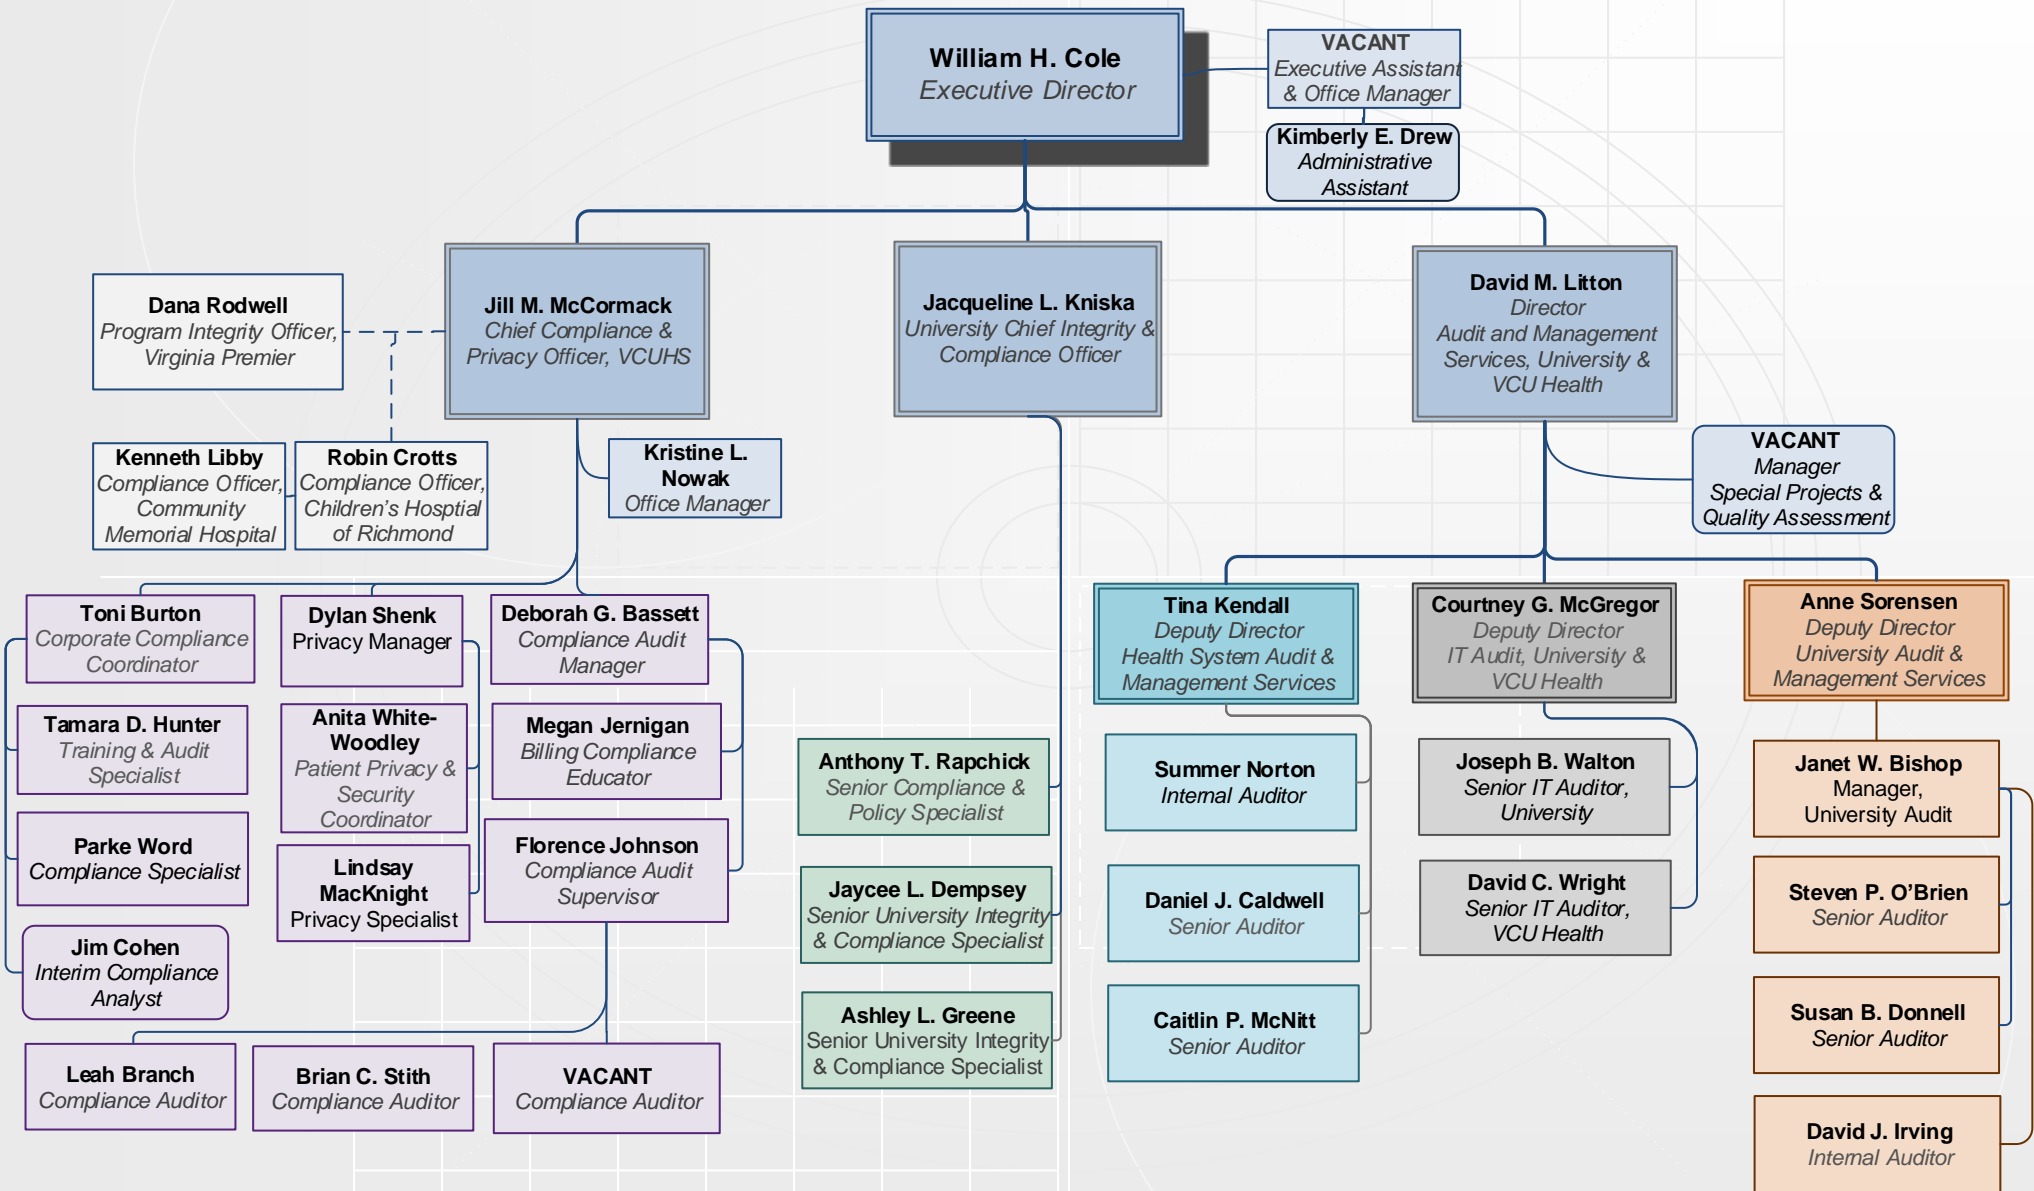 William H. Cole
Executive Director
VACANT
Executive Assistant
& Office Manager
Kimberly E. Drew
Administrative
Assistant
Dana Rodwell
Program Integrity Officer,
Virginia Premier
Jill M. McCormack
Chief Compliance &
Privacy Officer, VCUHS
Jacqueline L. Kniska
University Chief Integrity &
Compliance Officer
David M. Litton
Director
Audit and Management
Services, University &
VCU Health
Kenneth Libby
Compliance Officer,
Community
Memorial Hospital
Robin Crotts
Compliance Officer,
Children’s Hosptial
of Richmond
Kristine L.
Nowak
Office Manager
VACANT
Manager
Special Projects &
Quality Assessment
Toni Burton
Corporate Compliance
Coordinator
Dylan Shenk
Privacy Manager
Deborah G. Bassett
Compliance Audit
Manager
Tina Kendall
Deputy Director
Health System Audit &
Management Services
Courtney G. McGregor
Deputy Director
IT Audit, University &
VCU Health
Anne Sorensen
Deputy Director
University Audit &
Management Services
Tamara D. Hunter
Training & Audit
Specialist
Anita White-
Woodley
Patient Privacy &
Security
Coordinator
Megan Jernigan
Billing Compliance
Educator
Anthony T. Rapchick
Senior Compliance &
Policy Specialist
Summer Norton
Internal Auditor
Joseph B. Walton
Senior IT Auditor,
University
Janet W. Bishop
Manager,
University Audit
Parke Word
Compliance Specialist
Lindsay
MacKnight
Privacy Specialist
Florence Johnson
Compliance Audit
Supervisor
Jaycee L. Dempsey
Senior University Integrity
& Compliance Specialist
Daniel J. Caldwell
Senior Auditor
David C. Wright
Senior IT Auditor,
VCU Health
Steven P. O’Brien
Senior Auditor
Jim Cohen
Interim Compliance
Analyst
Ashley L. Greene
Senior University Integrity
& Compliance Specialist
Caitlin P. McNitt
Senior Auditor
Susan B. Donnell
Senior Auditor
Leah Branch
Compliance Auditor
Brian C. Stith
Compliance Auditor
VACANT
Compliance Auditor
David J. Irving
Internal Auditor